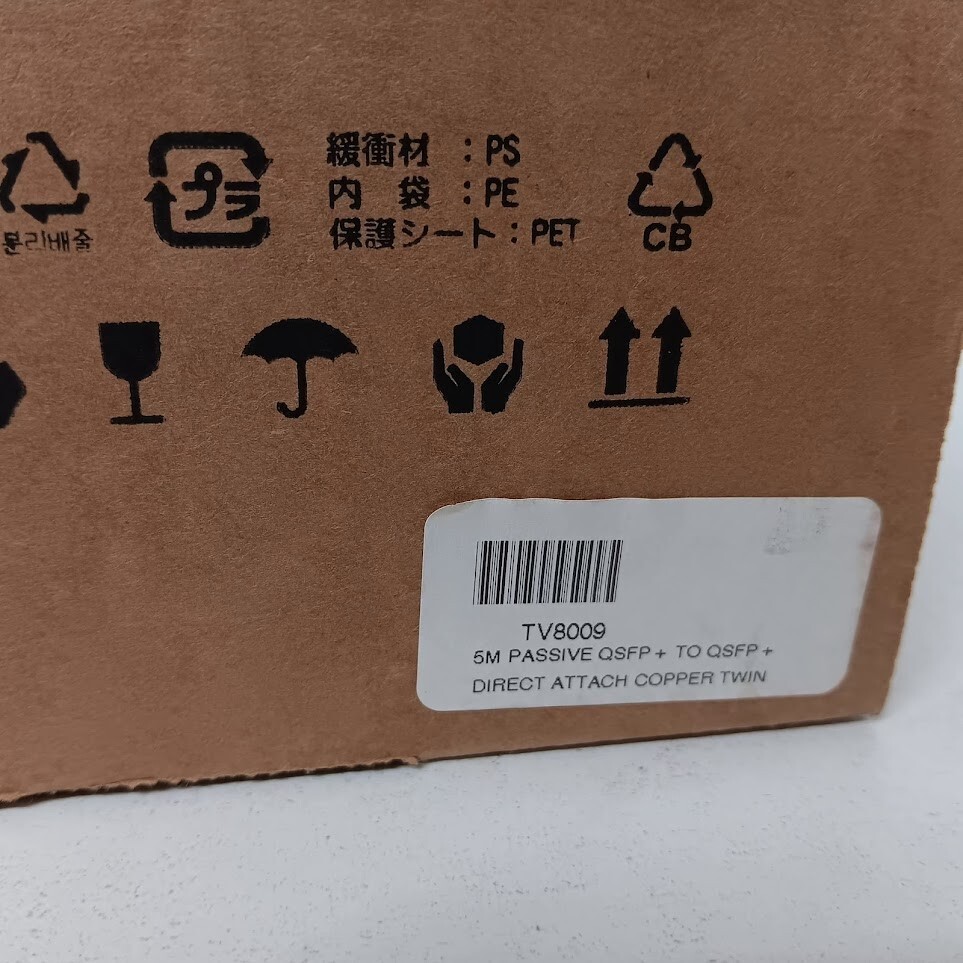 분리배출
プラ
緩衝材 : PS
内 袋 : PE
保護シート : PET
CB
TV8009
5M PASSIVE QSFP+ TO QSFP+
DIRECT ATTACH COPPER TWIN